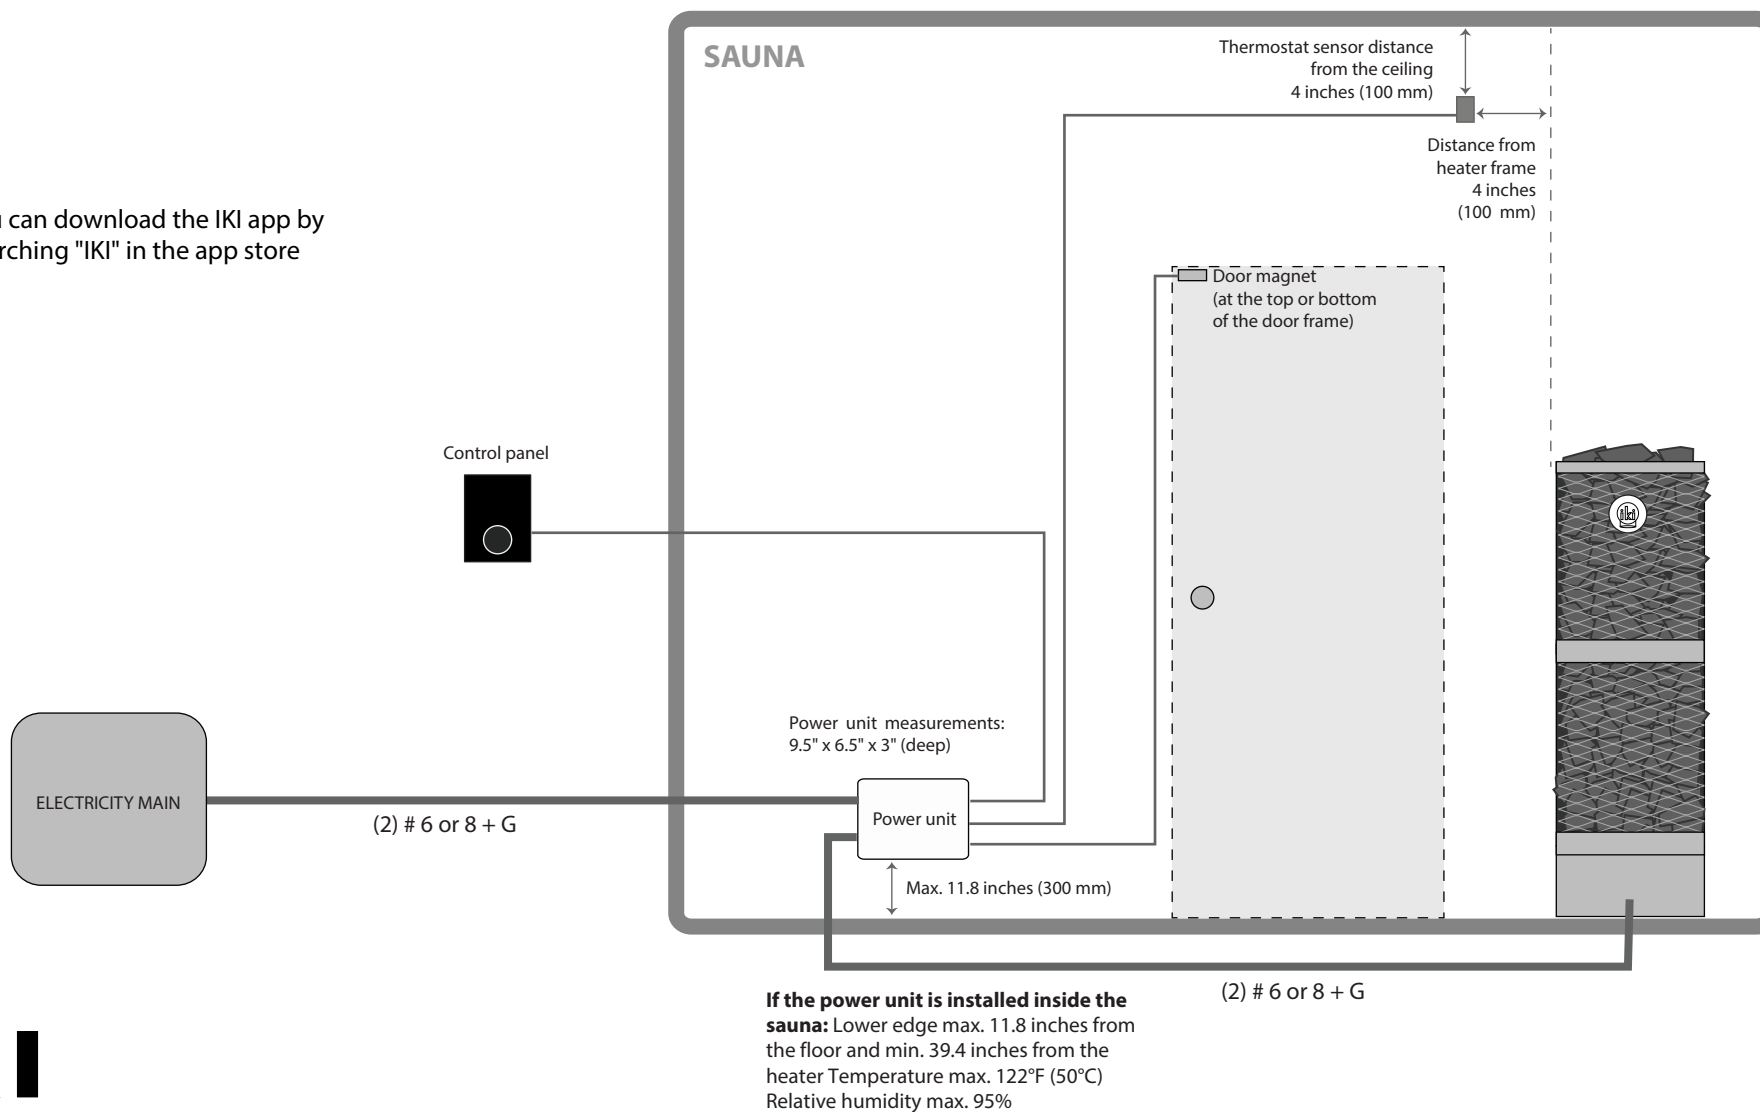 SAUNA
Thermostat sensor distance
from the ceiling
4 inches (100 mm)
Distance from
heater frame
4 inches
(100 mm)
can download the IKI app by
"IKI" in the app store
Door magnet
(at the top or bottom
of the door frame)
Control panel
iki
Power unit measurements:
9.5" x 6.5" x 3" (deep)
ELECTRICITY MAIN
Power unit
(2) # 6 or 8 + G
Max. 11.8 inches (300 mm)
(2) # 6 or 8 + G
If the power unit is installed inside the
sauna: Lower edge max. 11.8 inches from
the floor and min. 39.4 inches from the
heater Temperature max. 122°F (50°C)
Relative humidity max. 95%